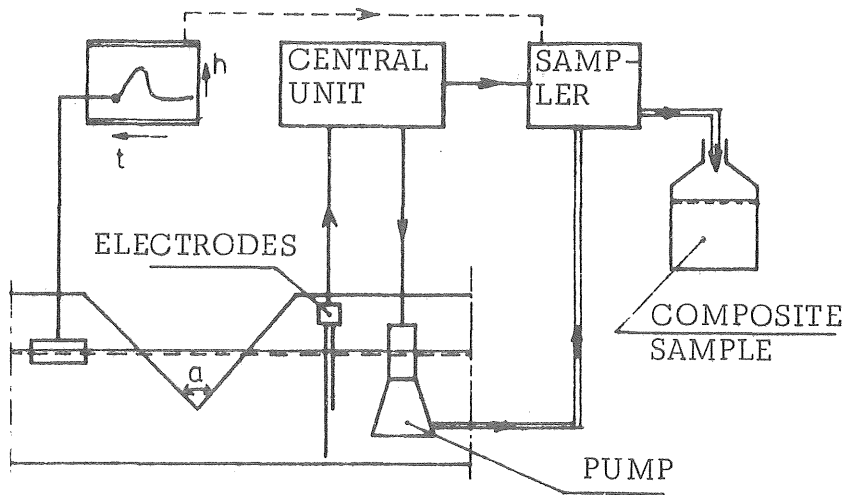 h
t
CENTRAL
UNIT
SAMP-
LER
ELECTRODES
a
COMPOSITE
SAMPLE
PUMP